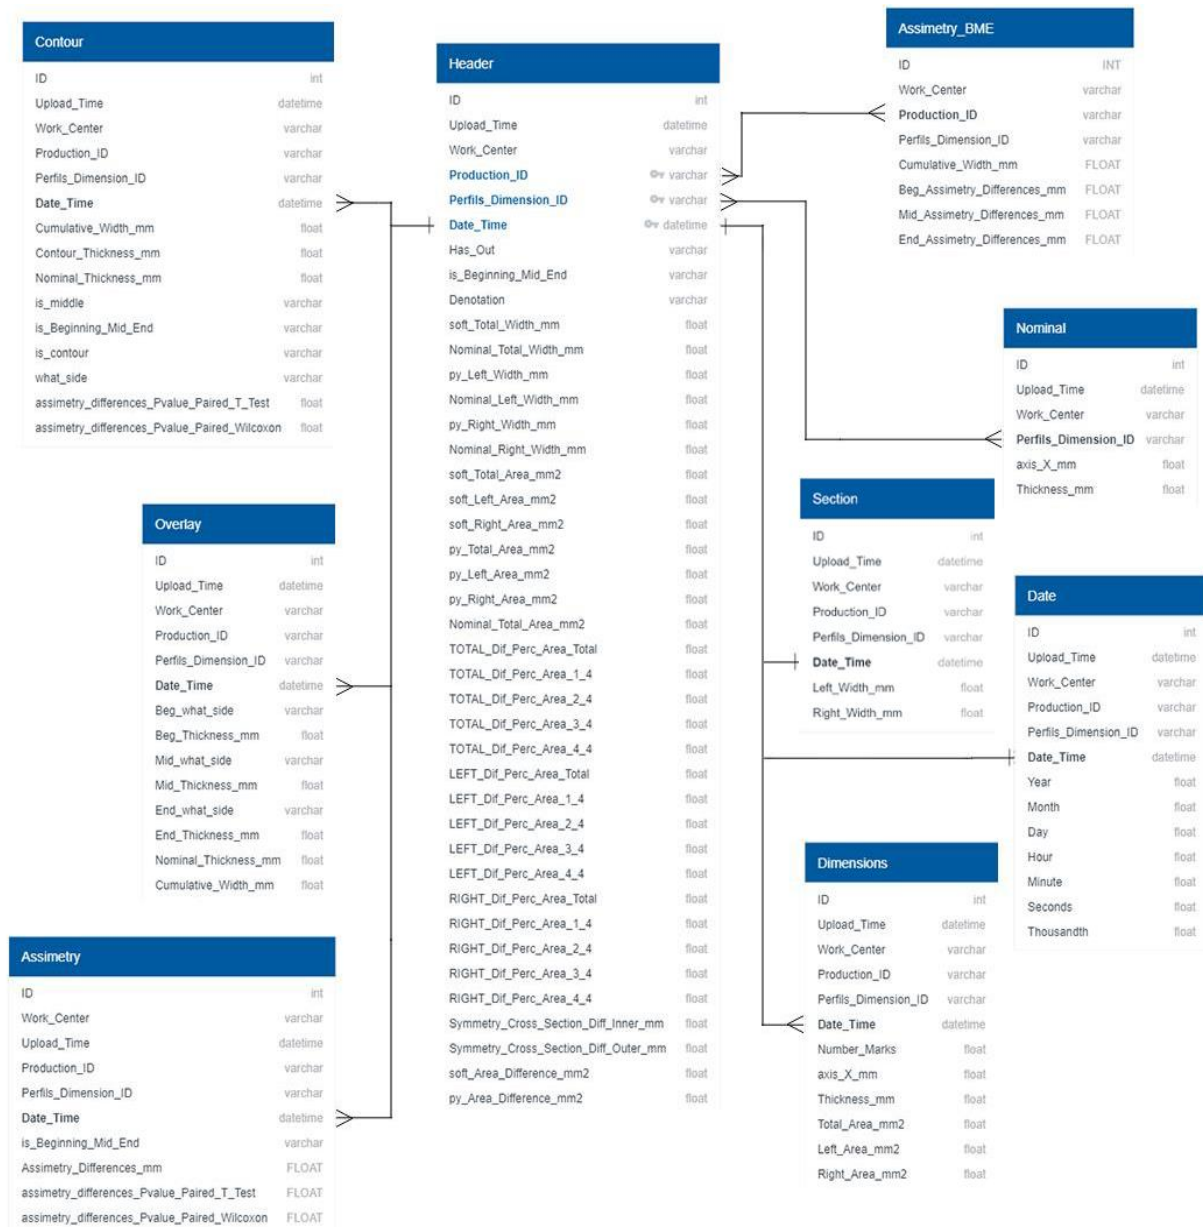 Contour
ID int
Upload_Time datetime
Work_Center varchar
Production_ID varchar
Perfils_Dimension_ID varchar
Date_Time datetime
Cumulative_Width_mm float
Contour_Thickness_mm float
Nominal_Thickness_mm float
is_middle varchar
is_Beginning_Mid_End varchar
is_contour varchar
what_side varchar
assimetry_differences_Pvalue_Paired_T_Test float
assimetry_differences_Pvalue_Paired_Wilcoxon float
Overlay
ID int
Upload_Time datetime
Work_Center varchar
Production_ID varchar
Perfils_Dimension_ID varchar
Date_Time datetime
Beg_what_side varchar
Beg_Thickness_mm float
Mid_what_side varchar
Mid_Thickness_mm float
End_what_side varchar
End_Thickness_mm float
Nominal_Thickness_mm float
Cumulative_Width_mm float
Assimetry
ID int
Work_Center varchar
Upload_Time datetime
Production_ID varchar
Perfils_Dimension_ID varchar
Date_Time datetime
is_Beginning_Mid_End varchar
Assimetry_Differences_mm FLOAT
assimetry_differences_Pvalue_Paired_T_Test FLOAT
assimetry_differences_Pvalue_Paired_Wilcoxon FLOAT
Header
ID int
Upload_Time datetime
Work_Center varchar
Production_ID varchar
Perfils_Dimension_ID varchar
Date_Time datetime
Has_Out varchar
is_Beginning_Mid_End varchar
Denotation varchar
soft_Total_Width_mm float
Nominal_Total_Width_mm float
py_Left_Width_mm float
Nominal_Left_Width_mm float
py_Right_Width_mm float
Nominal_Right_Width_mm float
soft_Total_Area_mm2 float
soft_Left_Area_mm2 float
soft_Right_Area_mm2 float
py_Total_Area_mm2 float
py_Left_Area_mm2 float
py_Right_Area_mm2 float
Nominal_Total_Area_mm2 float
TOTAL_Dif_Perc_Area_Total float
TOTAL_Dif_Perc_Area_1_4 float
TOTAL_Dif_Perc_Area_2_4 float
TOTAL_Dif_Perc_Area_3_4 float
TOTAL_Dif_Perc_Area_4_4 float
LEFT_Dif_Perc_Area_Total float
LEFT_Dif_Perc_Area_1_4 float
LEFT_Dif_Perc_Area_2_4 float
LEFT_Dif_Perc_Area_3_4 float
LEFT_Dif_Perc_Area_4_4 float
RIGHT_Dif_Perc_Area_Total float
RIGHT_Dif_Perc_Area_1_4 float
RIGHT_Dif_Perc_Area_2_4 float
RIGHT_Dif_Perc_Area_3_4 float
RIGHT_Dif_Perc_Area_4_4 float
Symmetry_Cross_Section_Diff_Inner_mm float
Symmetry_Cross_Section_Diff_Outer_mm float
soft_Area_Difference_mm2 float
py_Area_Difference_mm2 float
Assimetry_BME
ID INT
Work_Center varchar
Production_ID varchar
Perfils_Dimension_ID varchar
Cumulative_Width_mm FLOAT
Beg_Assimetry_Differences_mm FLOAT
Mid_Assimetry_Differences_mm FLOAT
End_Assimetry_Differences_mm FLOAT
Nominal
ID int
Upload_Time datetime
Work_Center varchar
Perfils_Dimension_ID varchar
axis_X_mm float
Thickness_mm float
Section
ID int
Upload_Time datetime
Work_Center varchar
Production_ID varchar
Perfils_Dimension_ID varchar
Date_Time datetime
Left_Width_mm float
Right_Width_mm float
Date
ID int
Upload_Time datetime
Work_Center varchar
Production_ID varchar
Perfils_Dimension_ID varchar
Date_Time datetime
Year float
Month float
Day float
Hour float
Minute float
Seconds float
Thousandth float
Dimensions
ID int
Upload_Time datetime
Work_Center varchar
Production_ID varchar
Perfils_Dimension_ID varchar
Date_Time datetime
Number_Marks float
axis_X_mm float
Thickness_mm float
Total_Area_mm2 float
Left_Area_mm2 float
Right_Area_mm2 float